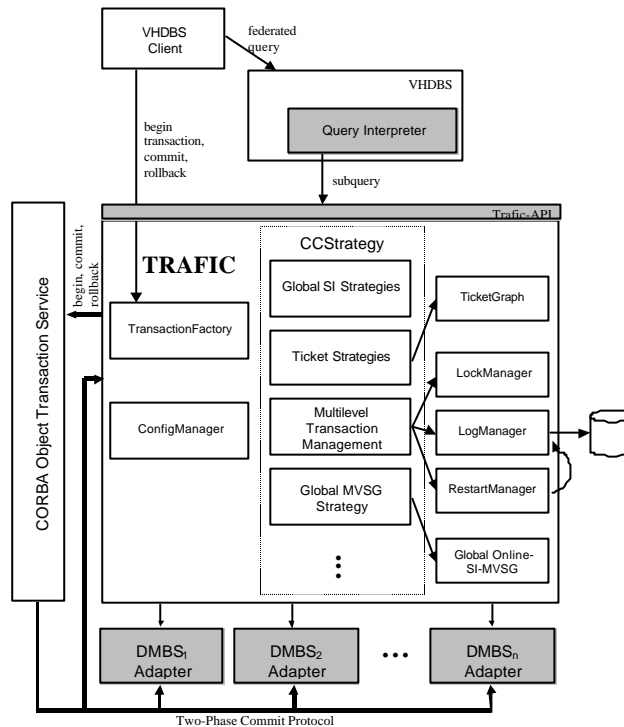 VHDBS
Client
federated
query
VHDBS
Query Interpreter
begin
transaction,
commit,
rollback
subquery
Trafic-API
CORBA Object Transaction Service
begin, commit,
rollback
TRAFIC
CCStrategy
Global SI Strategies
TransactionFactory
TicketGraph
Ticket Strategies
LockManager
ConfigManager
Multilevel
Transaction
Management
LogManager
Global MVSG
Strategy
RestartManager
Global Online-
SI-MVSG
DMBS1
Adapter
DMBS2
Adapter
DMBSn
Adapter
Two-Phase Commit Protocol